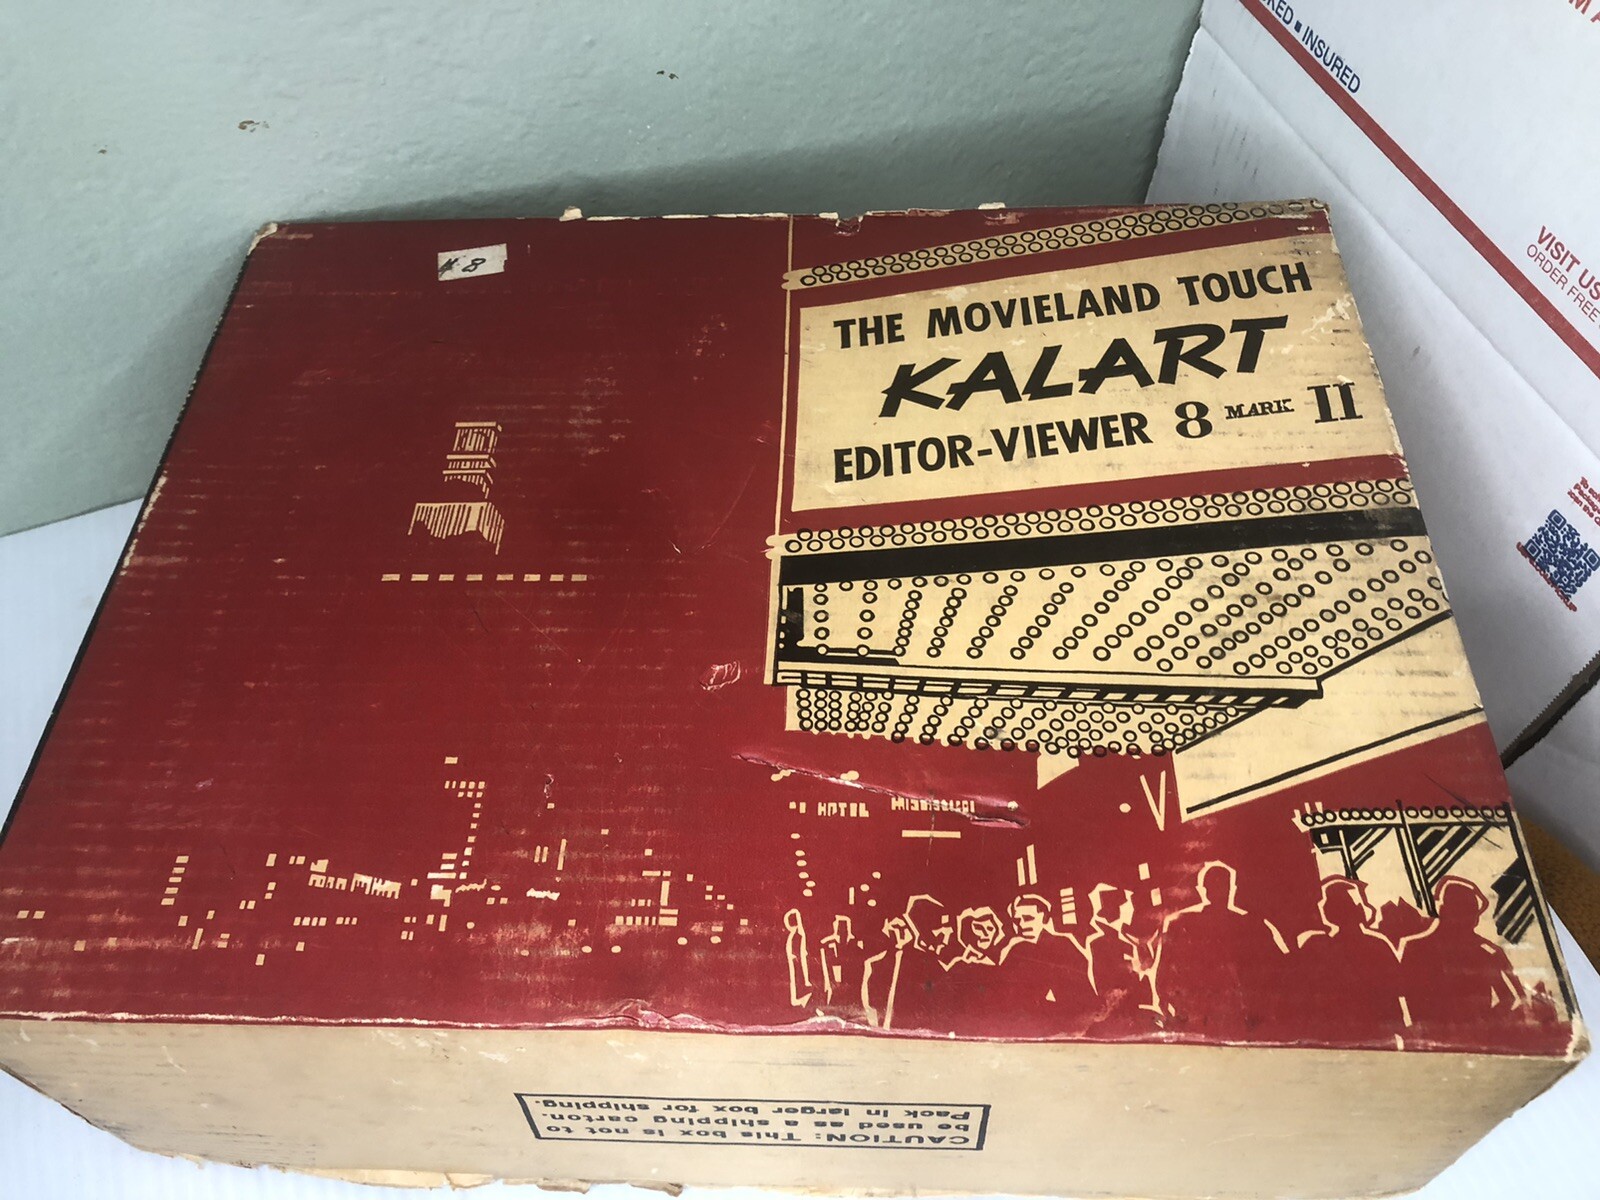 THE MOVIELAND TOUCH
KALART
EDITOR-VIEWER 8 MARK II
# 8
HOTEL
CAUTION: This box is not to
be used as a shipping carton.
Pack in larger box for shipping.
■ INSURED
VISIT US
ORDER FREE